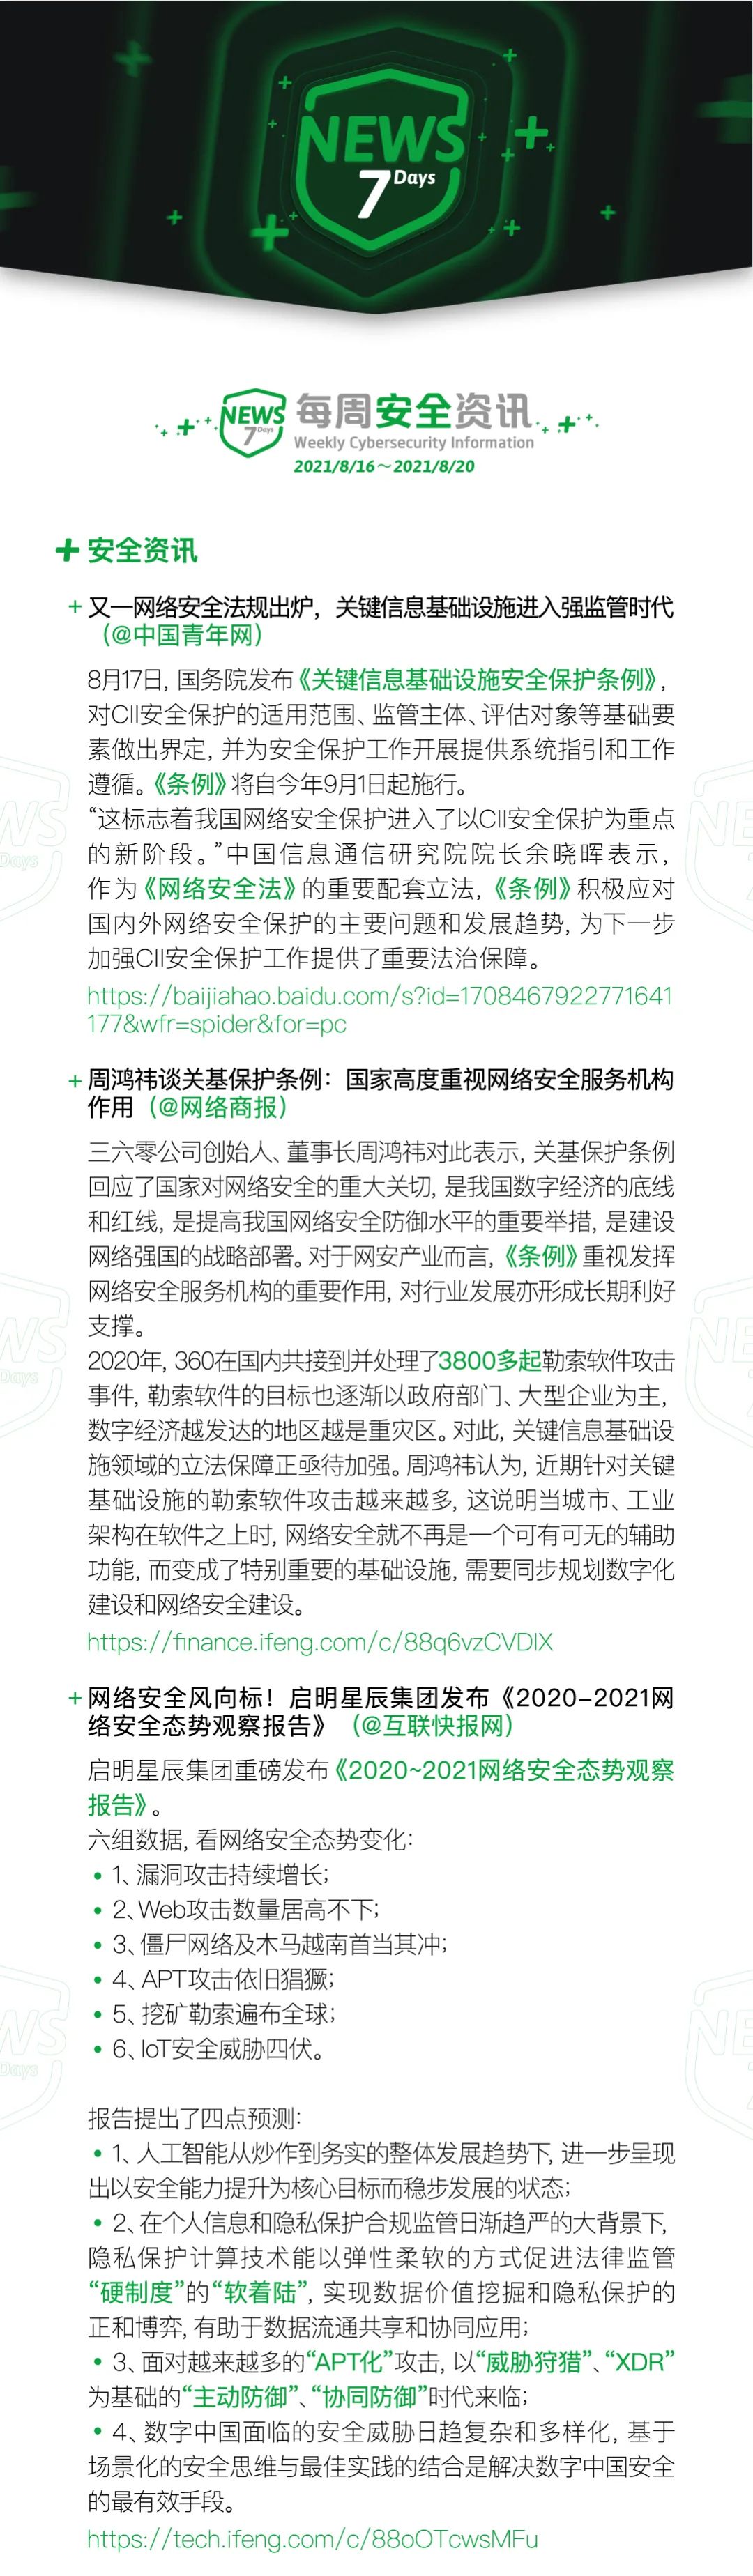 NEWS
7 Days
NEWS
7 Days
每周安全资讯
Weekly Cybersecurity Information
2021/8/16～2021/8/20
安全资讯
+ 又一网络安全法规出炉，关键信息基础设施进入强监管时代
（@中国青年网）
8月17日，国务院发布《关键信息基础设施安全保护条例》，
对CII安全保护的适用范围、监管主体、评估对象等基础要
素做出界定，并为安全保护工作开展提供系统指引和工作
遵循。《条例》将自今年9月1日起施行。
“这标志着我国网络安全保护进入了以CII安全保护为重点
的新阶段。”中国信息通信研究院院长余晓晖表示，
作为《网络安全法》的重要配套立法，《条例》积极应对
国内外网络安全保护的主要问题和发展趋势，为下一步
加强CII安全保护工作提供了重要法治保障。
https://baijiahao.baidu.com/s?id=1708467922771641
177&wfr=spider&for=pc
+ 周鸿祎谈关基保护条例：国家高度重视网络安全服务机构
作用（@网络商报）
三六零公司创始人、董事长周鸿祎对此表示，关基保护条例
回应了国家对网络安全的重大关切，是我国数字经济的底线
和红线，是提高我国网络安全防御水平的重要举措，是建设
网络强国的战略部署。对于网安产业而言，《条例》重视发挥
网络安全服务机构的重要作用，对行业发展亦形成长期利好
支撑。
2020年，360在国内共接到并处理了3800多起勒索软件攻击
事件，勒索软件的目标也逐渐以政府部门、大型企业为主，
数字经济越发达的地区越是重灾区。对此，关键信息基础设
施领域的立法保障正亟待加强。周鸿祎认为，近期针对关键
基础设施的勒索软件攻击越来越多，这说明当城市、工业
架构在软件之上时，网络安全就不再是一个可有可无的辅助
功能，而变成了特别重要的基础设施，需要同步规划数字化
建设和网络安全建设。
https://finance.ifeng.com/c/88q6vzCVDIX
+ 网络安全风向标！启明星辰集团发布《2020-2021网
络安全态势观察报告》（@互联快报网）
启明星辰集团重磅发布《2020~2021网络安全态势观察
报告》。
六组数据，看网络安全态势变化：
• 1、漏洞攻击持续增长；
• 2、Web攻击数量居高不下；
• 3、僵尸网络及木马越南首当其冲；
• 4、APT攻击依旧猖獗；
• 5、挖矿勒索遍布全球；
• 6、IoT安全威胁四伏。
报告提出了四点预测：
• 1、人工智能从炒作到务实的整体发展趋势下，进一步呈现
出以安全能力提升为核心目标而稳步发展的状态；
• 2、在个人信息和隐私保护合规监管日渐趋严的大背景下，
隐私保护计算技术能以弹性柔软的方式促进法律监管
“硬制度”的“软着陆”，实现数据价值挖掘和隐私保护的
正和博弈，有助于数据流通共享和协同应用；
• 3、面对越来越多的“APT化”攻击，以“威胁狩猎”、“XDR”
为基础的“主动防御”、“协同防御”时代来临；
• 4、数字中国面临的安全威胁日趋复杂和多样化，基于
场景化的安全思维与最佳实践的结合是解决数字中国安全
的最有效手段。
https://tech.ifeng.com/c/88oOTcwsMFu